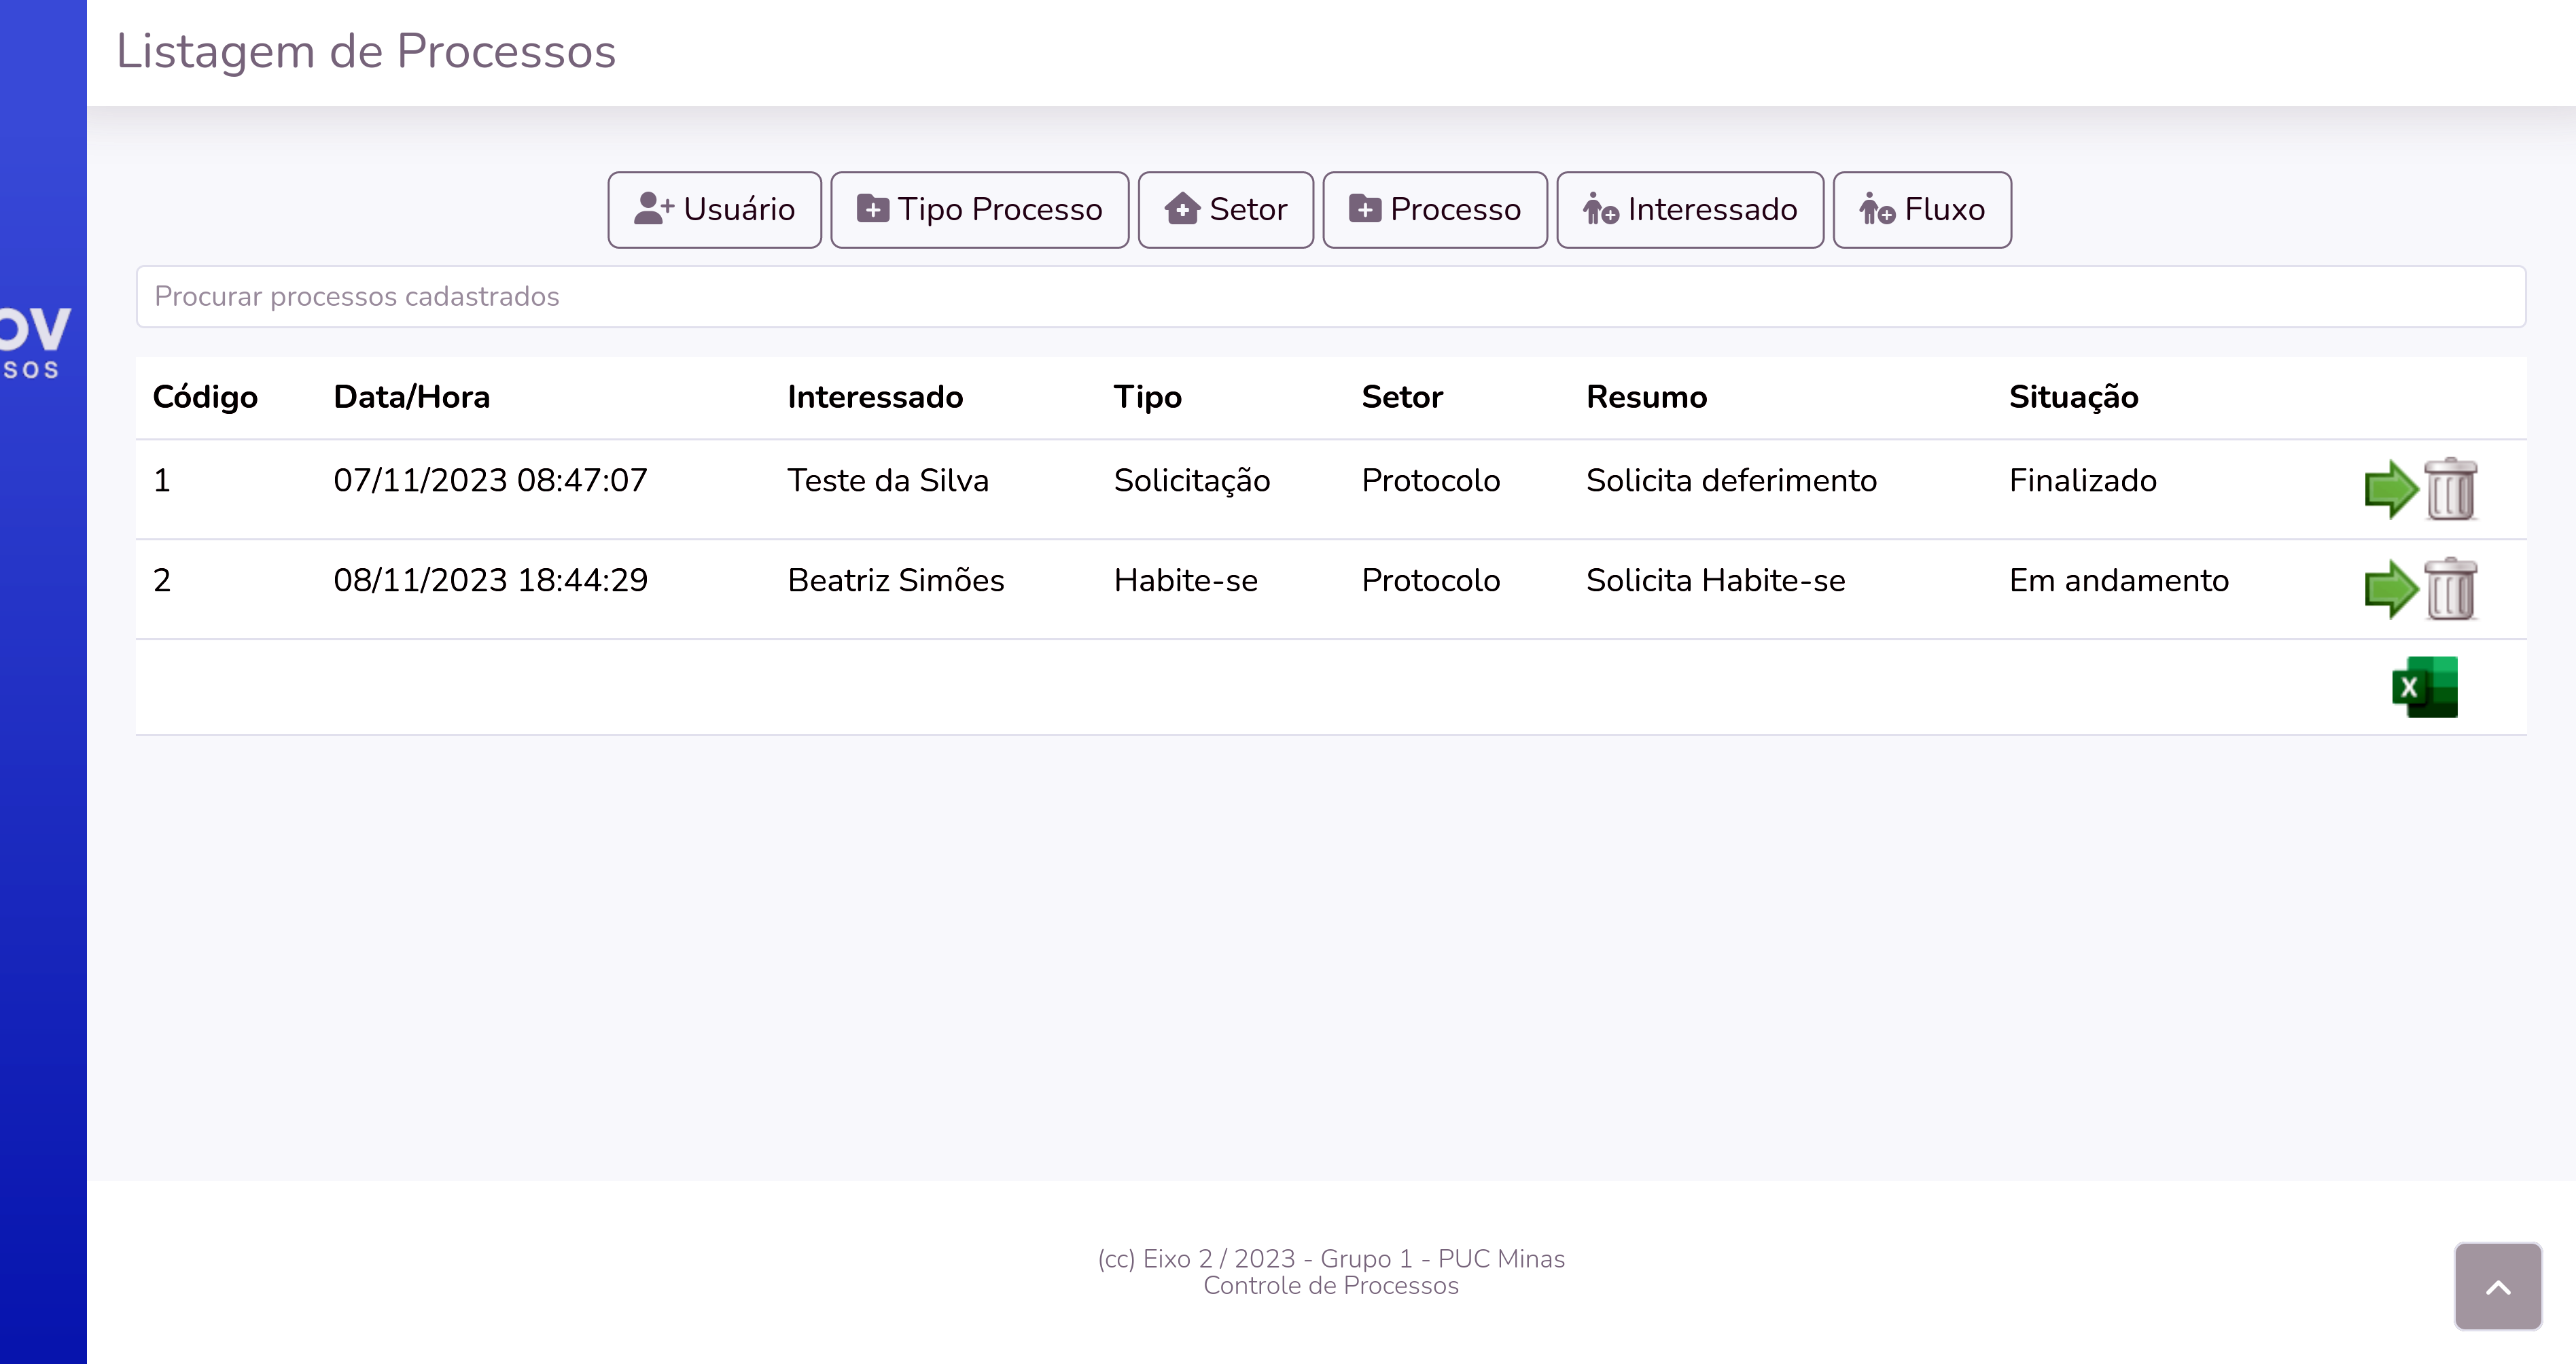 Listagem de Processos
Usuário Tipo Processo Setor Processo Interessado Fluxo
Procurar processos cadastrados
Código Data/Hora Interessado Tipo Setor Resumo Situação
1 07/11/2023 08:47:07 Teste da Silva Solicitação Protocolo Solicita deferimento Finalizado
2 08/11/2023 18:44:29 Beatriz Simões Habite-se Protocolo Solicita Habite-se Em andamento
X
(cc) Eixo 2 / 2023 - Grupo 1 - PUC Minas
Controle de Processos